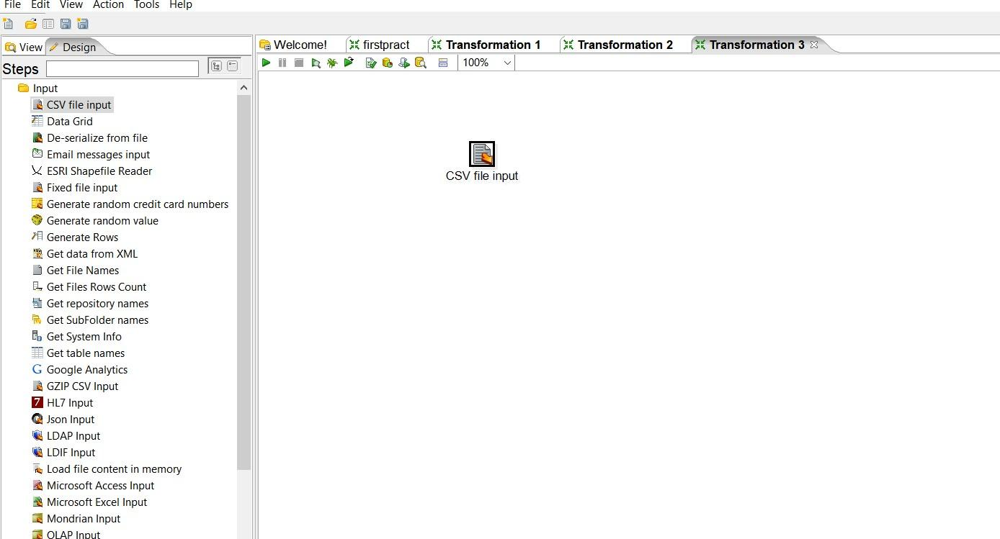 File Edit View Action Tools Help
View Design
Steps
Input
CSV file input
Data Grid
De-serialize from file
Email messages input
ESRI Shapefile Reader
Fixed file input
Generate random credit card numbers
Generate random value
Generate Rows
Get data from XML
Get File Names
Get Files Rows Count
Get repository names
Get SubFolder names
Get System Info
Get table names
Google Analytics
GZIP CSV Input
HL7 Input
Json Input
LDAP Input
LDIF Input
Load file content in memory
Microsoft Access Input
Microsoft Excel Input
Mondrian Input
OLAP Input
Welcome! firstpract Transformation 1 Transformation 2 Transformation 3
100%
CSV file input